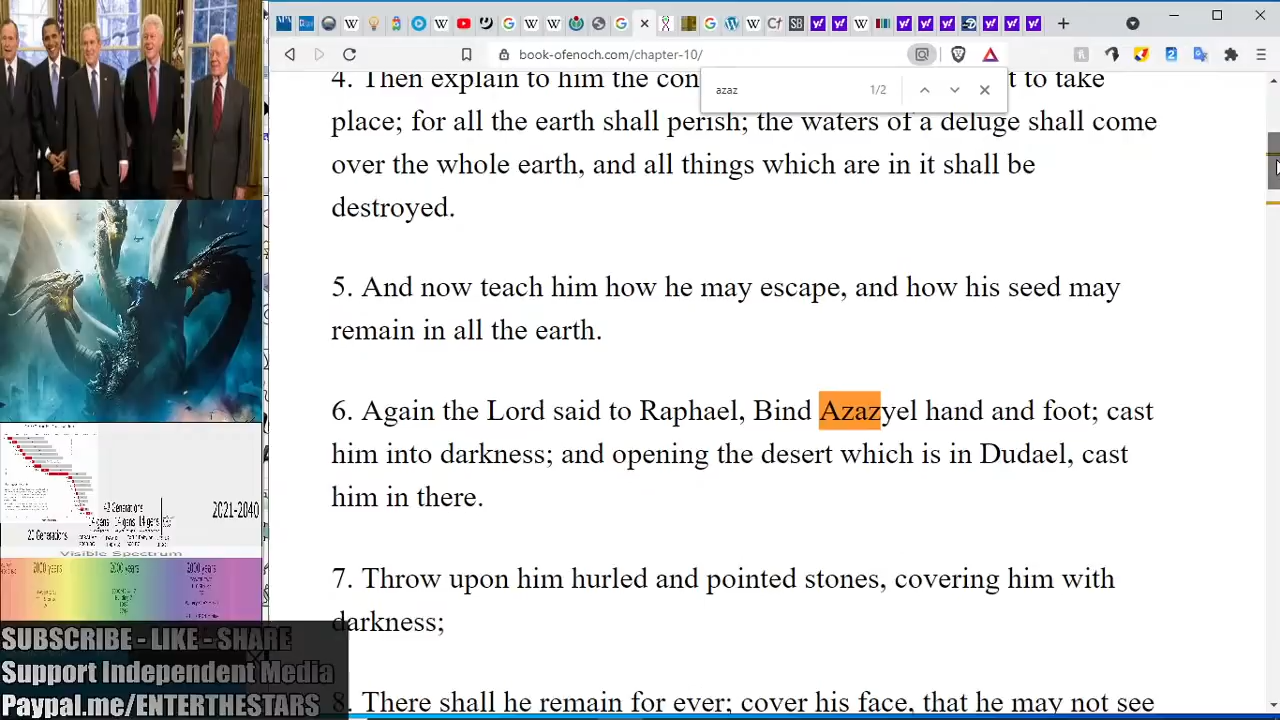 book-ofenoch.com/chapter-10/
azaz
1/2
4. Then explain to him the con t to take
place; for all the earth shall perish; the waters of a deluge shall come
over the whole earth, and all things which are in it shall be
destroyed.
5. And now teach him how he may escape, and how his seed may
remain in all the earth.
6. Again the Lord said to Raphael, Bind Azazyel hand and foot; cast
him into darkness; and opening the desert which is in Dudael, cast
him in there.
7. Throw upon him hurled and pointed stones, covering him with
darkness;
8. There shall he remain for ever; cover his face, that he may not see
2021-2040
42 Generations
Visible Spectrum
SUBSCRIBE - LIKE - SHARE
Support Independent Media
Paypal.me/ENTERTHESTARS